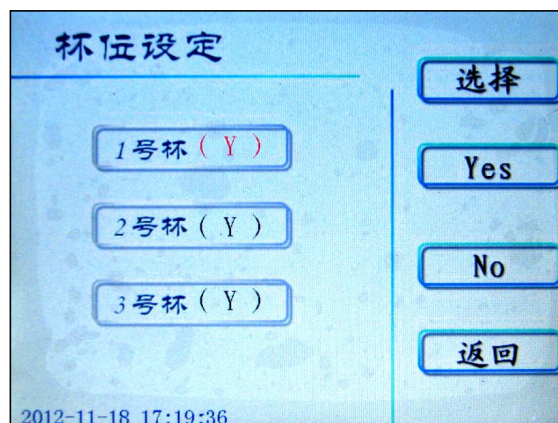 杯位设定
选择
1号杯( Y )
Yes
2号杯( Y )
No
3号杯( Y )
返回
2012-11-18 17:19:36